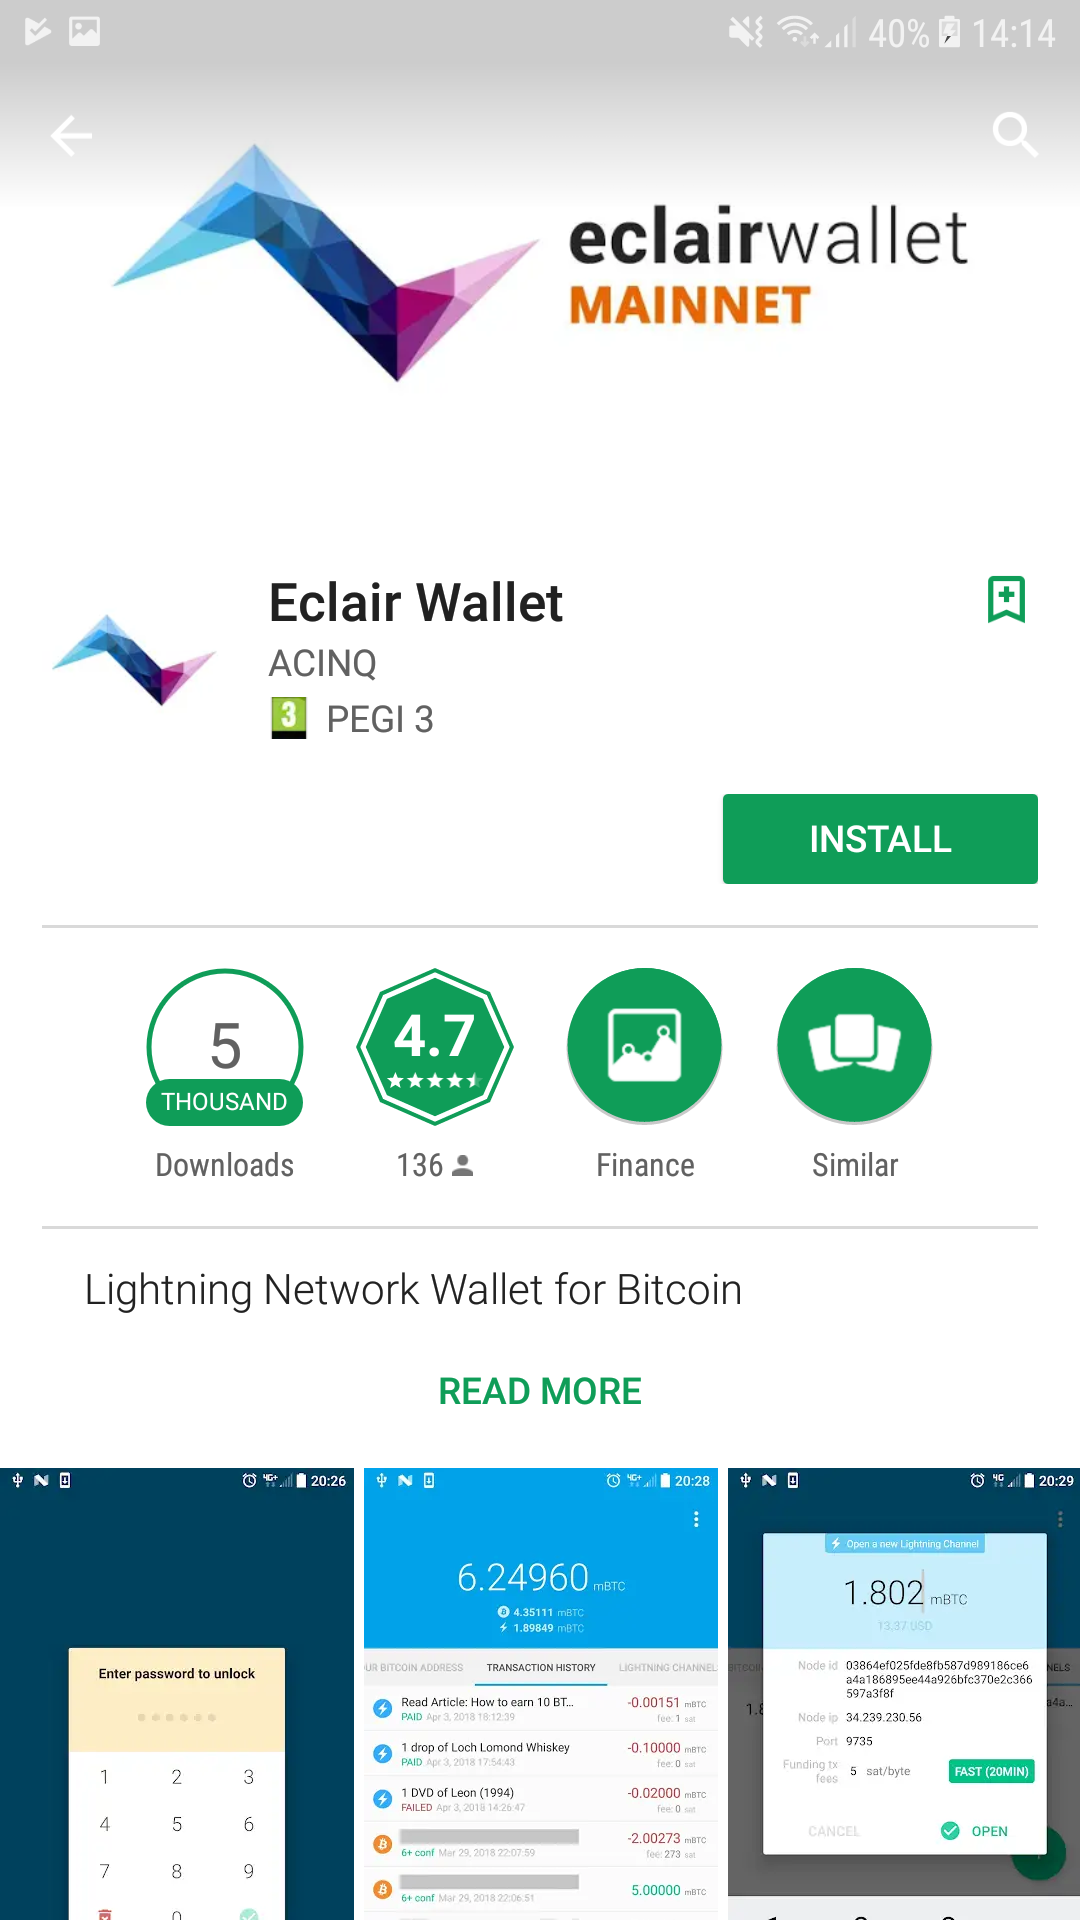 40% 14:14
eclairwallet
MAINNET
Eclair Wallet
ACINQ
3 PEGI 3
INSTALL
5
THOUSAND
4.7
Downloads
136
Finance
Similar
Lightning Network Wallet for Bitcoin
READ MORE
20:26
Enter password to unlock
1 2 3
4 5 6
7 8 9
0
4G+ 20:28
6.24960 mBTC
4.35111 mBTC
1.89849 mBTC
UR BITCOIN ADDRESS TRANSACTION HISTORY LIGHTNING CHANNEL
Read Article: How to earn 10 BT... -0.00151 mBTC
PAID Apr 3, 2018 18:12:39 fee: 1 sat
1 drop of Loch Lomond Whiskey -0.10000 mBTC
PAID Apr 3, 2018 17:54:43 fee: 0 sat
1 DVD of Leon (1994) -0.02000 mBTC
FAILED Apr 3, 2018 14:26:47 fee: 0 sat
-2.00273 mBTC
6+ conf Mar 29, 2018 22:07:59 fee: 273 sat
5.00000 mBTC
6+ conf Mar 29, 2018 22:06:51
4G 20:29
Open a new Lightning Channel
1.802 mBTC
13.37 USD
Node id 03864ef025fde8fb587d989186ce6
a4a186895ee44a926bfc370e2c366
597a3f8f
Node ip 34.239.230.56
Port 9735
Funding tx
fees 5 sat/byte FAST (20MIN)
CANCEL OPEN